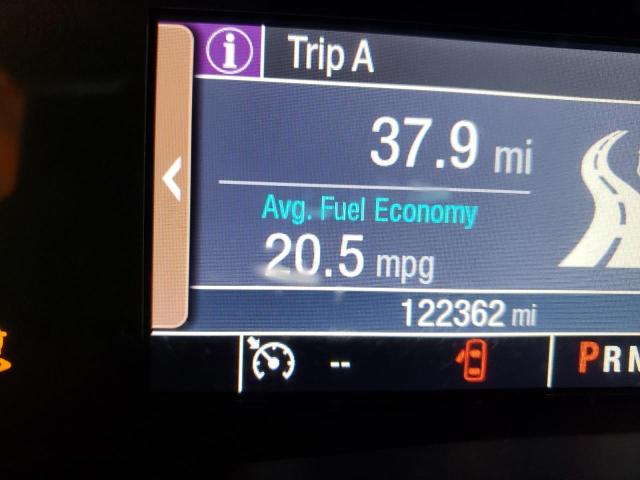 i Trip A
37.9 mi
Avg. Fuel Economy
20.5 mpg
122362 mi
-- PRN